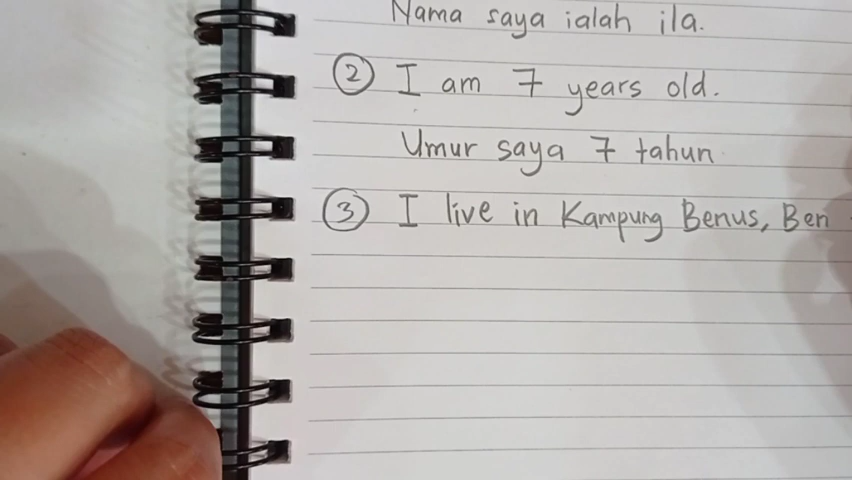 Nama saya ialah ila.
② I am 7 years old.
Umur saya 7 tahun
③ I live in Kampung Benus, Ben